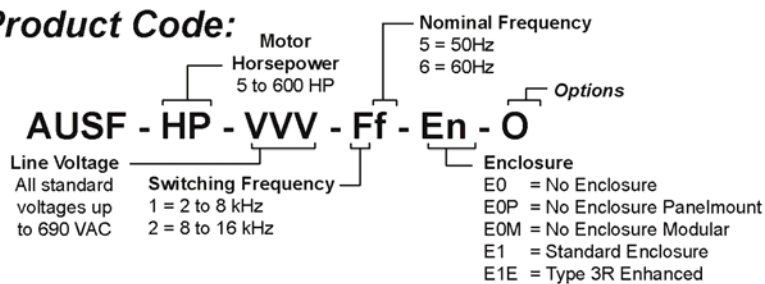 Product Code:
Nominal Frequency
5 = 50Hz
6 = 60Hz
Motor
Horsepower
5 to 600 HP
Options
AUSF - HP - VVV - Ff - En - O
Line Voltage
All standard
voltages up
to 690 VAC
Switching Frequency
1 = 2 to 8 kHz
2 = 8 to 16 kHz
Enclosure
E0 = No Enclosure
E0P = No Enclosure Panelmount
E0M = No Enclosure Modular
E1 = Standard Enclosure
E1E = Type 3R Enhanced